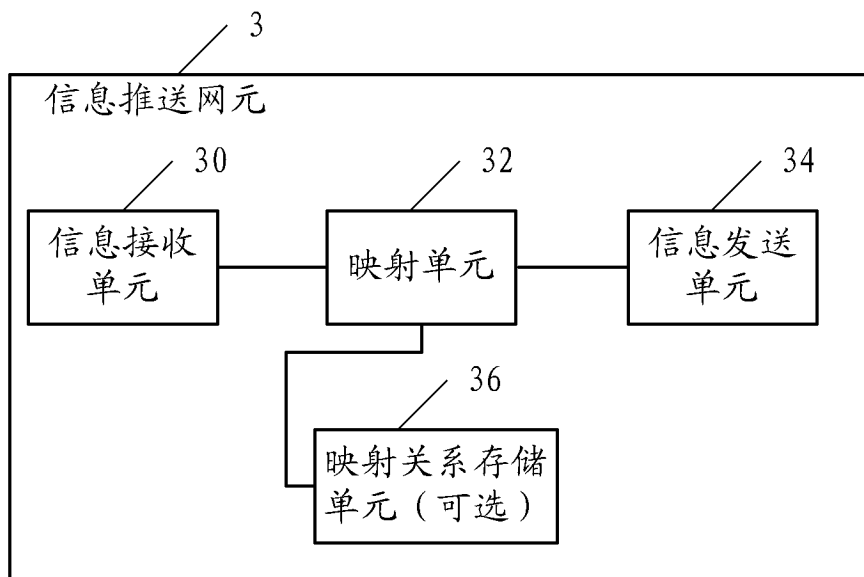 3
信息推送网元
30
32
34
信息接收
单元
映射单元
信息发送
单元
36
映射关系存储
单元（可选）